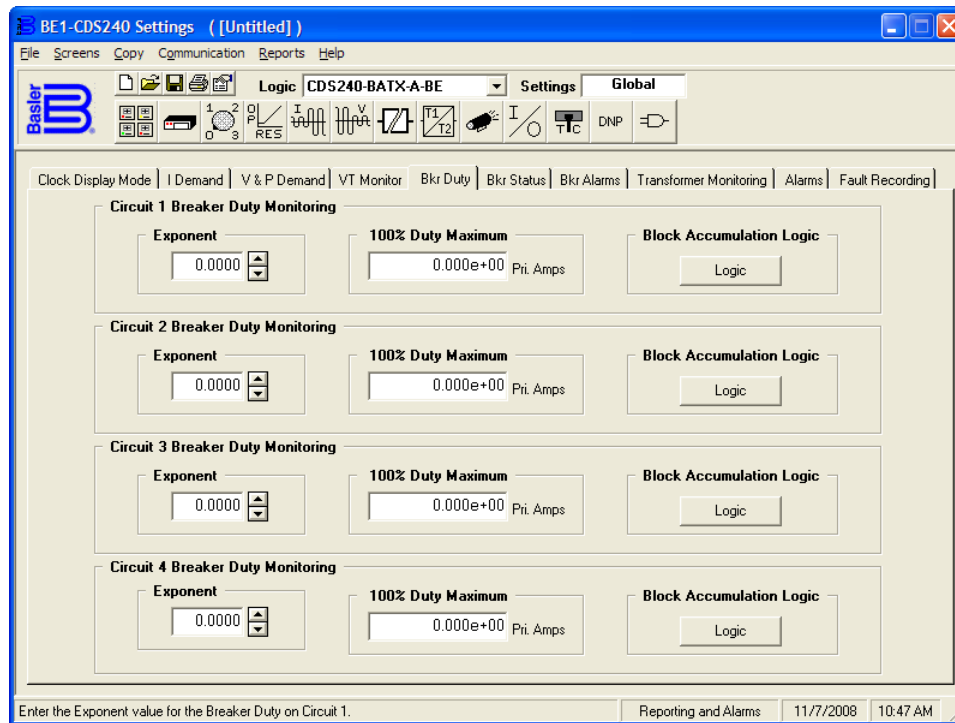 BE1-CDS240 Settings ( [Untitled] )
File Screens Copy Communication Reports Help
Basler
Logic CDS240-BATX-A-BE Settings Global
1 2 0 3 O P I RES I V T1 T2 I O T C DNP
Clock Display Mode I Demand V & P Demand VT Monitor Bkr Duty Bkr Status Bkr Alarms Transformer Monitoring Alarms Fault Recording
Circuit 1 Breaker Duty Monitoring
Exponent 100% Duty Maximum Block Accumulation Logic
0.0000 0.000e+00 Pri. Amps Logic
Circuit 2 Breaker Duty Monitoring
Exponent 100% Duty Maximum Block Accumulation Logic
0.0000 0.000e+00 Pri. Amps Logic
Circuit 3 Breaker Duty Monitoring
Exponent 100% Duty Maximum Block Accumulation Logic
0.0000 0.000e+00 Pri. Amps Logic
Circuit 4 Breaker Duty Monitoring
Exponent 100% Duty Maximum Block Accumulation Logic
0.0000 0.000e+00 Pri. Amps Logic
Enter the Exponent value for the Breaker Duty on Circuit 1. Reporting and Alarms 11/7/2008 10:47 AM